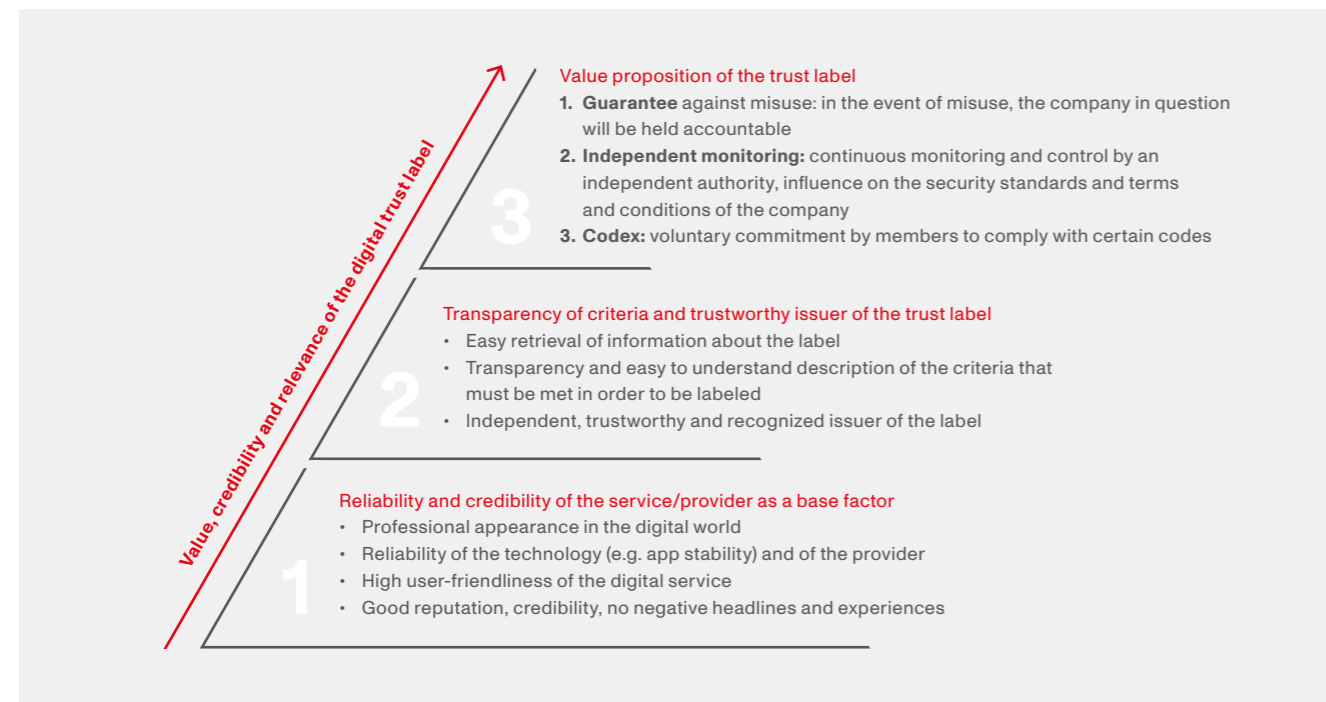 Value proposition of the trust label
1. Guarantee against misuse: in the event of misuse, the company in question
will be held accountable
2. Independent monitoring: continuous monitoring and control by an
independent authority, influence on the security standards and terms
and conditions of the company
3. Codex: voluntary commitment by members to comply with certain codes
3
Transparency of criteria and trustworthy issuer of the trust label
• Easy retrieval of information about the label
• Transparency and easy to understand description of the criteria that
must be met in order to be labeled
• Independent, trustworthy and recognized issuer of the label
2
Reliability and credibility of the service/provider as a base factor
• Professional appearance in the digital world
• Reliability of the technology (e.g. app stability) and of the provider
• High user-friendliness of the digital service
• Good reputation, credibility, no negative headlines and experiences
1
Value, credibility and relevance of the digital trust label